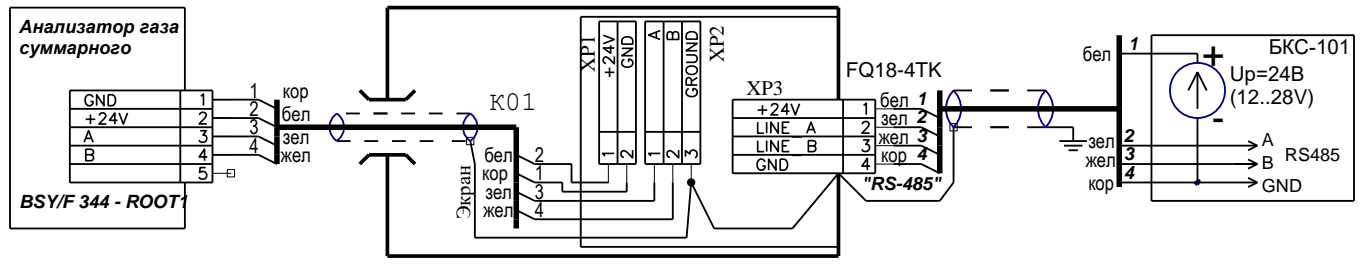 Анализатор газа
суммарного
GND 1
+24V 2
A 3
B 4
5
BSY/F 344 - ROOT1
1 кор
2 бел
3 зел
4 жел
K01
Экран
бел 2
кор 1
зел 3
жел 4
XP1
+24V 1
GND 2
XP2
A 1
B 2
GROUND 3
XP3
+24V 1
LINE_A 2
LINE_B 3
GND 4
FQ18-4TK
бел 1
зел 2
жел 3
кор 4
"RS-485"
бел 1
зел 2
жел 3
кор 4
БКС-101
+
Up=24В
(12..28V)
-
A
B
RS485
GND